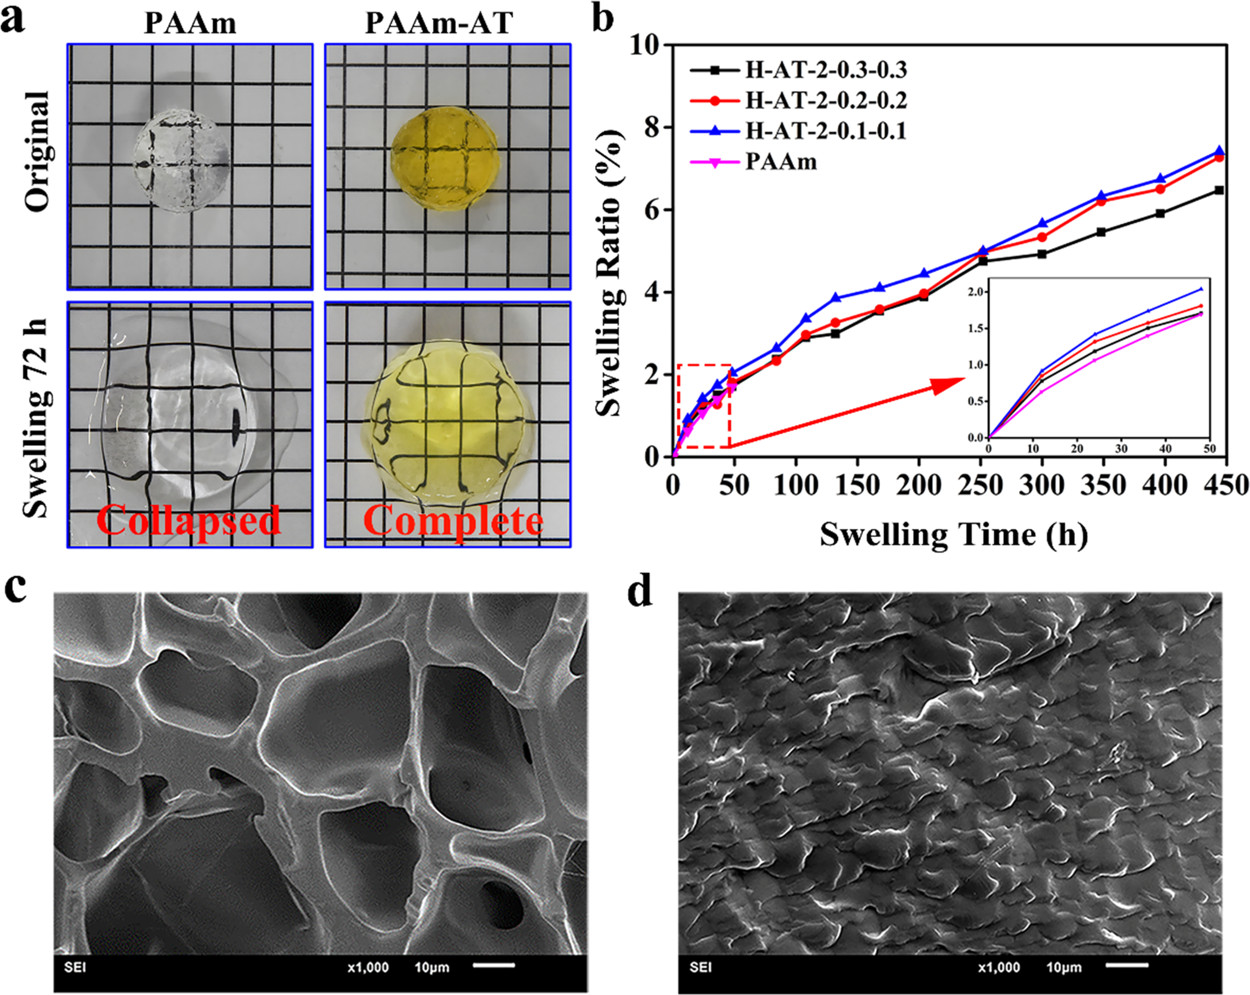 a
PAAm
PAAm-AT
Original
Swelling 72 h
Collapsed
Complete
b
10
8
6
4
2
0
Swelling Ratio (%)
H-AT-2-0.3-0.3
H-AT-2-0.2-0.2
H-AT-2-0.1-0.1
PAAm
2.0
1.5
1.0
0.5
0.0
0 10 20 30 40 50
0 50 100 150 200 250 300 350 400 450
Swelling Time (h)
c
SEI x1,000 10µm
d
SEI x1,000 10µm